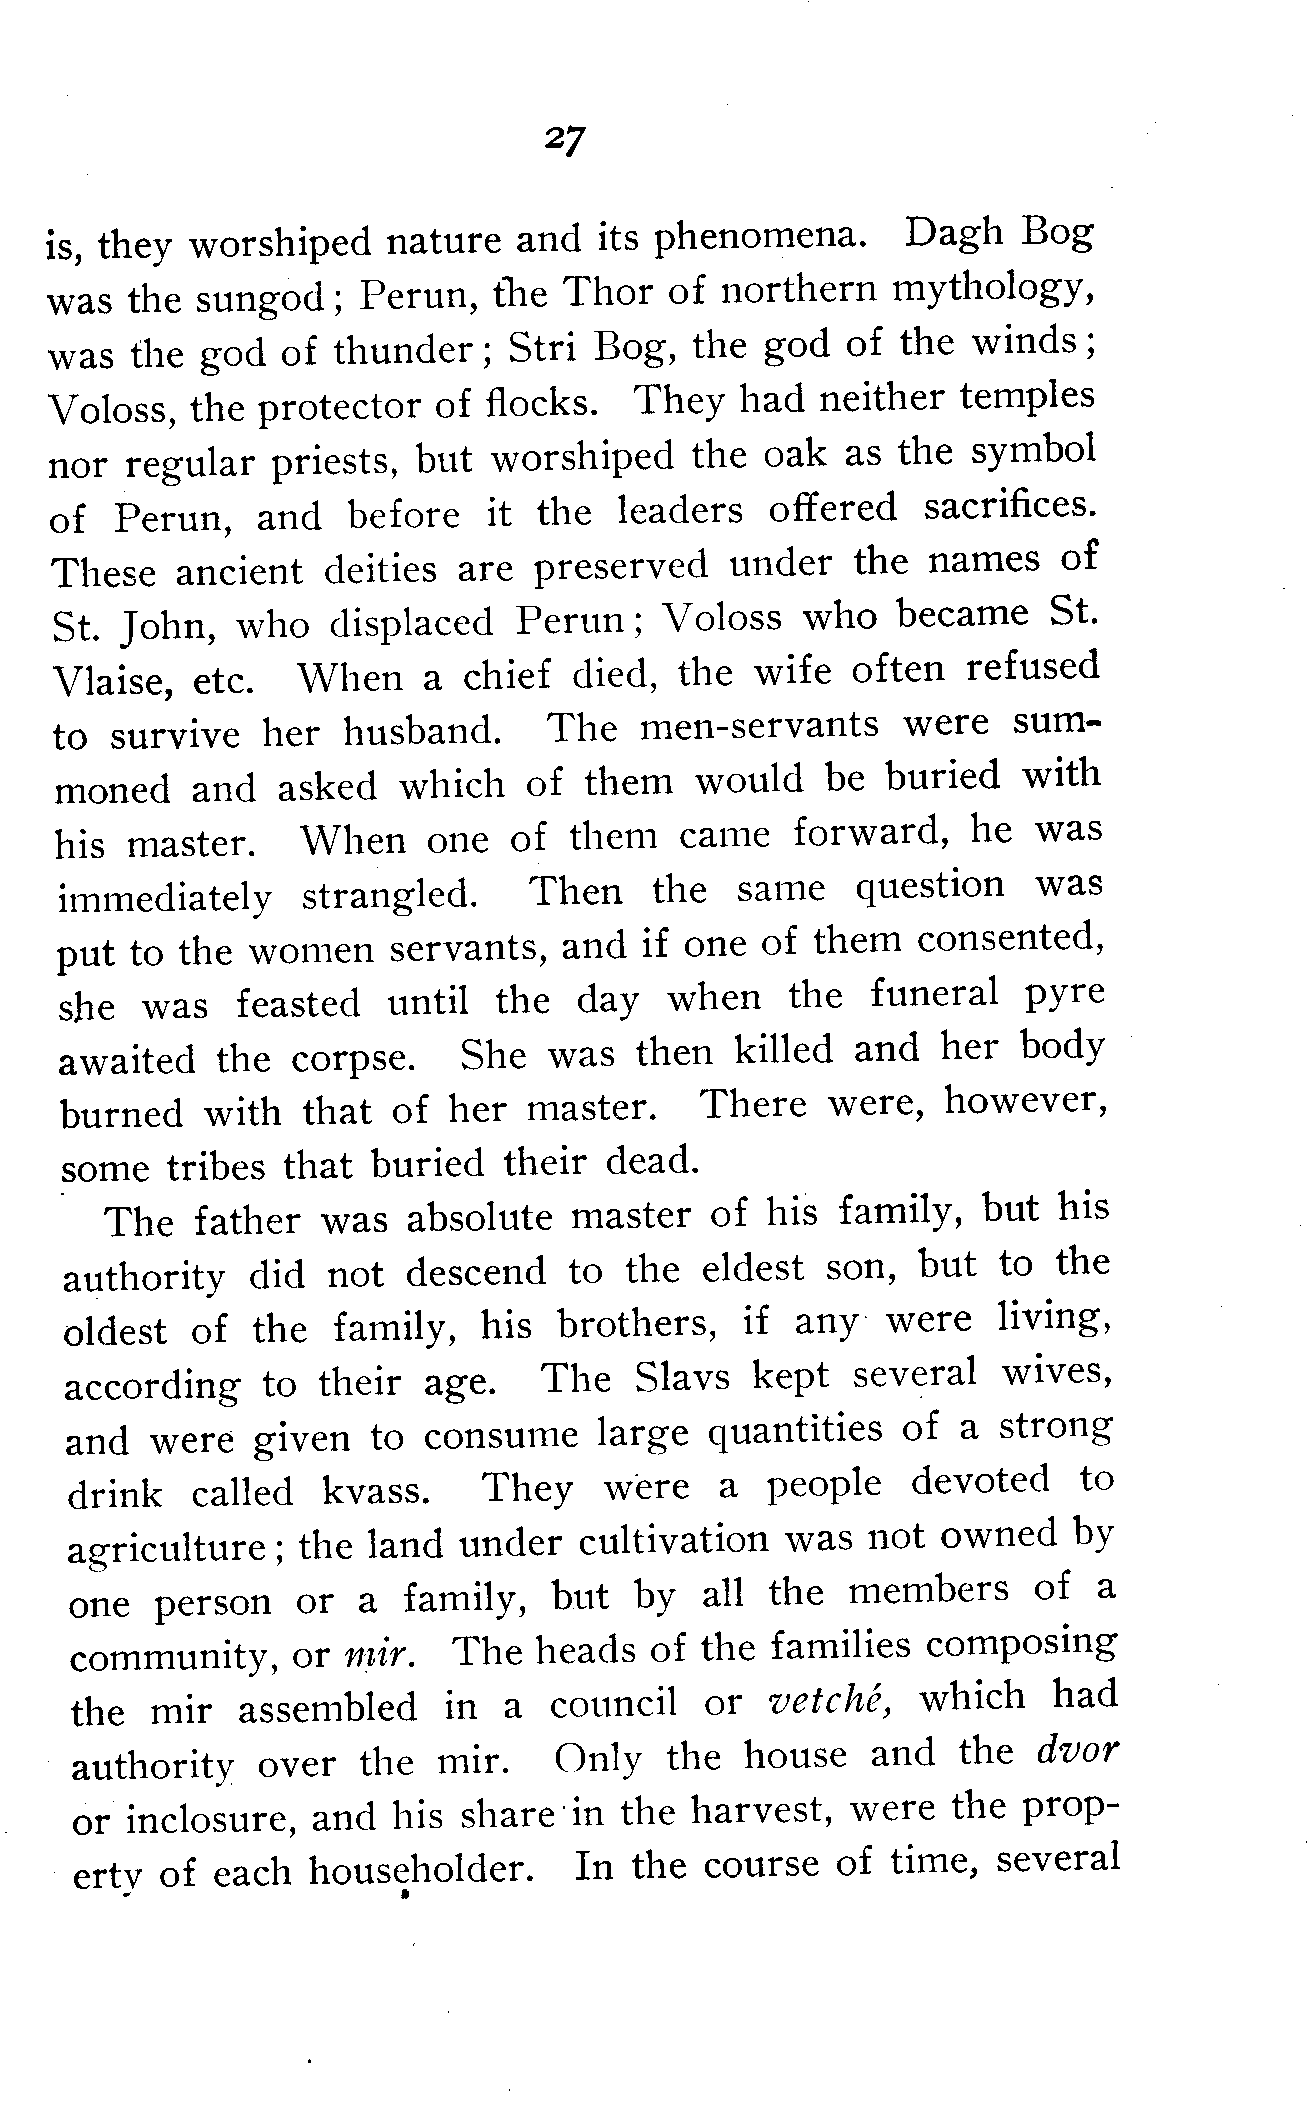 27
is, they worshiped nature and its phenomena. Dagh Bog
was the sungod; Perun, the Thor of northern mythology,
was the god of thunder; Stri Bog, the god of the winds;
Voloss, the protector of flocks. They had neither temples
nor regular priests, but worshiped the oak as the symbol
of Perun, and before it the leaders offered sacrifices.
These ancient deities are preserved under the names of
St. John, who displaced Perun; Voloss who became St.
Vlaise, etc. When a chief died, the wife often refused
to survive her husband. The men-servants were sum-
moned and asked which of them would be buried with
his master. When one of them came forward, he was
immediately strangled. Then the same question was
put to the women servants, and if one of them consented,
she was feasted until the day when the funeral pyre
awaited the corpse. She was then killed and her body
burned with that of her master. There were, however,
some tribes that buried their dead.
The father was absolute master of his family, but his
authority did not descend to the eldest son, but to the
oldest of the family, his brothers, if any were living,
according to their age. The Slavs kept several wives,
and were given to consume large quantities of a strong
drink called kvass. They were a people devoted to
agriculture; the land under cultivation was not owned by
one person or a family, but by all the members of a
community, or mir. The heads of the families composing
the mir assembled in a council or vetché, which had
authority over the mir. Only the house and the dvor
or inclosure, and his share in the harvest, were the prop-
erty of each householder. In the course of time, several